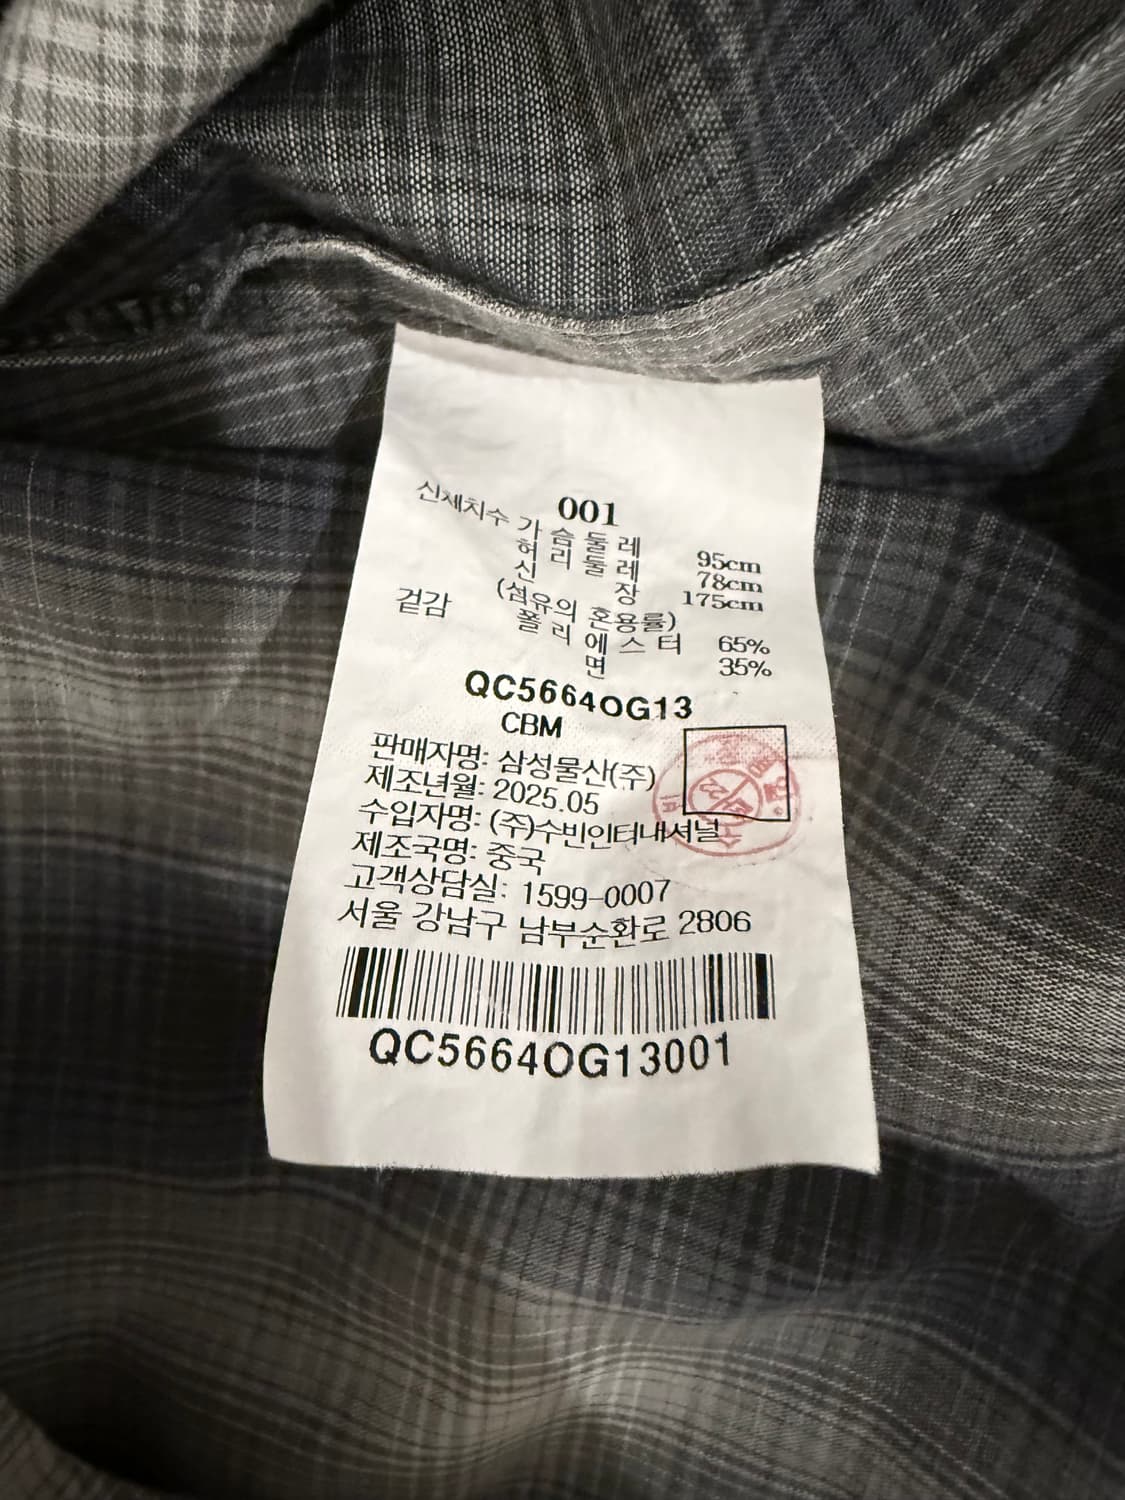 001
신체치수 가슴둘레 95cm
허리둘레 78cm
신장 175cm
(섬유의 혼용률)
겉감 폴리에스터 65%
면 35%
QC5664OG13
CBM
판매자명: 삼성물산(주)
제조년월: 2025.05
수입자명: (주)수빈인터내셔널
제조국명: 중국
고객상담실: 1599-0007
서울 강남구 남부순환로 2806
QC5664OG13001